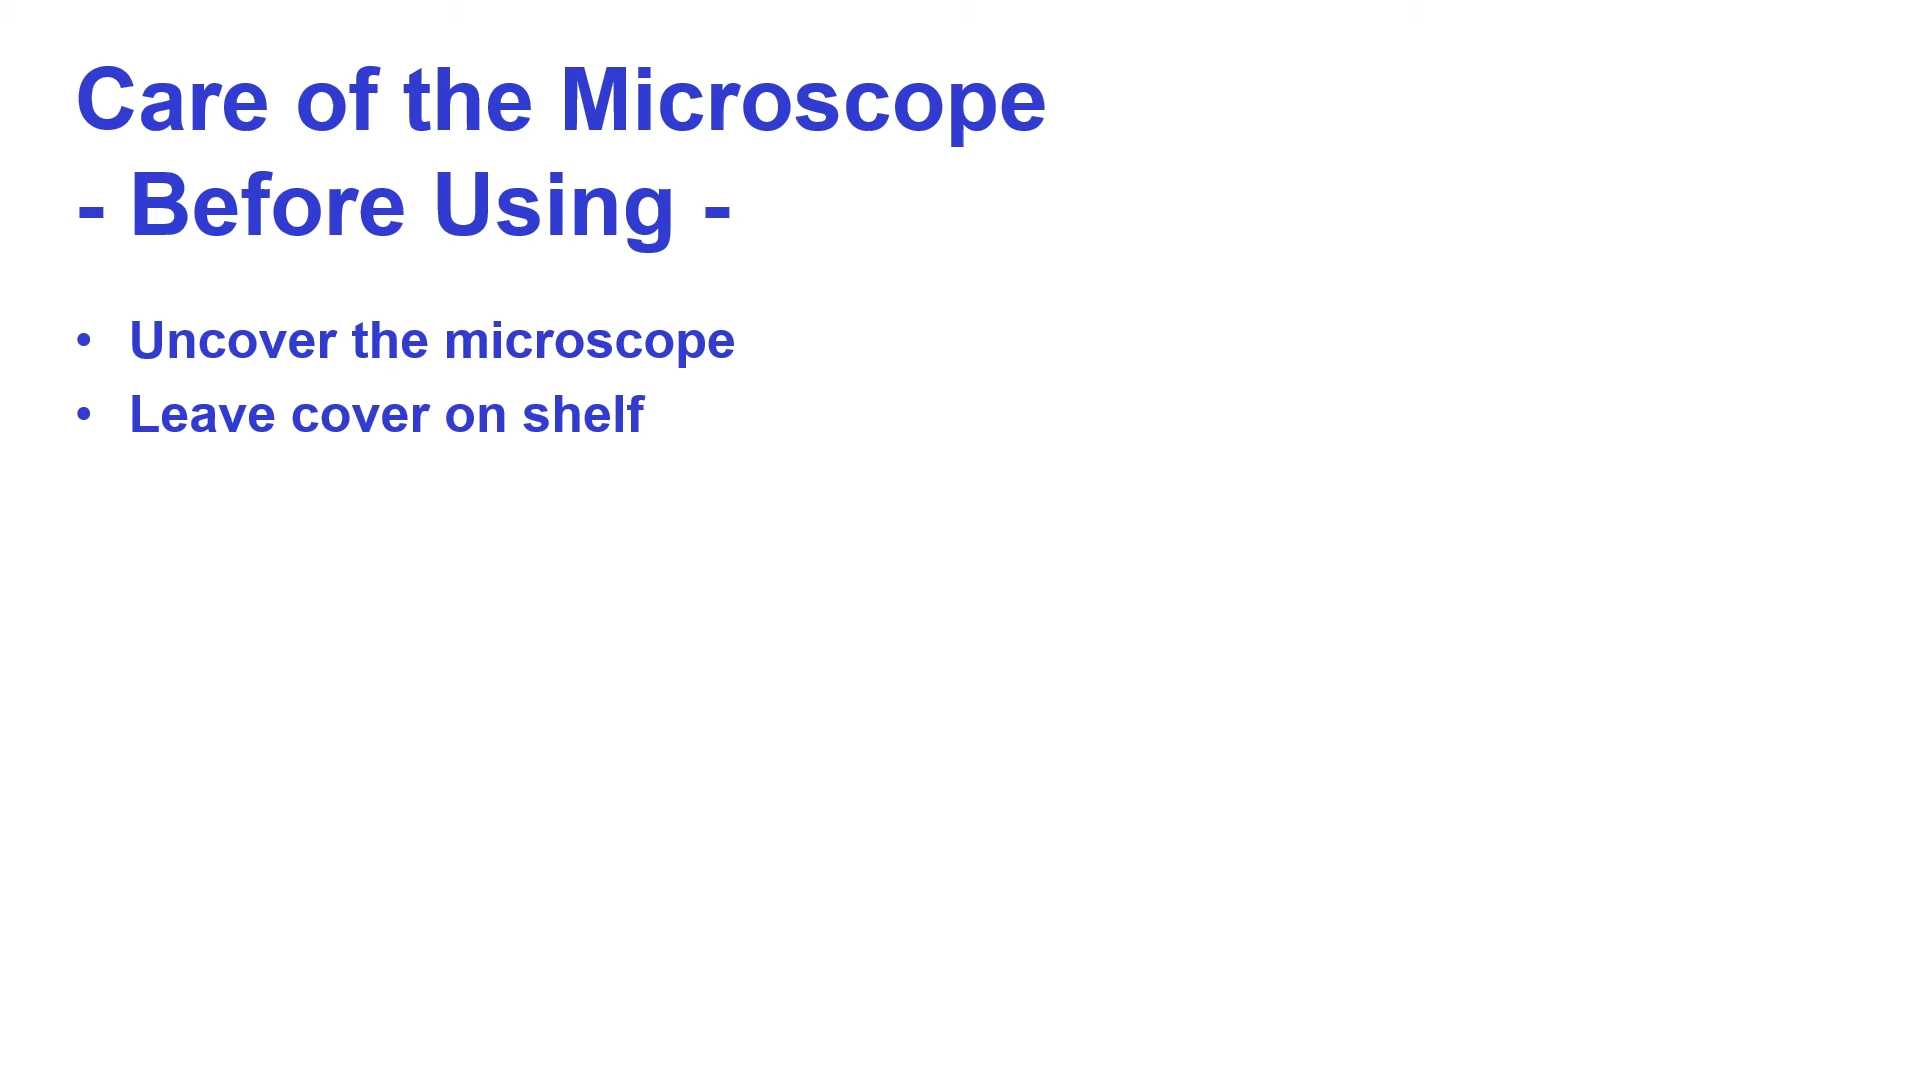 Care of the Microscope
- Before Using -
• Uncover the microscope
• Leave cover on shelf